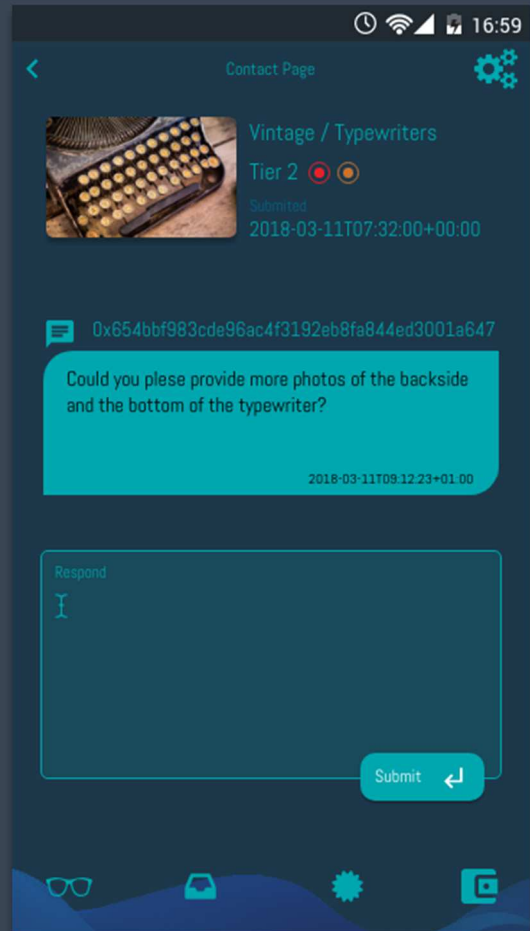 16:59
Contact Page
Vintage / Typewriters
Tier 2
Submited
2018-03-11T07:32:00+00:00
0x654bbf983cde96ac4f3192eb8fa844ed3001a647
Could you plese provide more photos of the backside
and the bottom of the typewriter?
2018-03-11T09:12:23+01:00
Respond
Submit